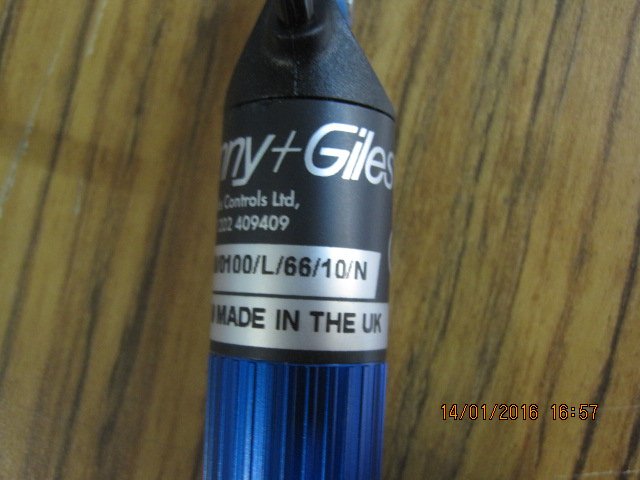 nny+Giles
Controls Ltd,
202 409409
0100/L/66/10/N
MADE IN THE UK
14/01/2016 16:57